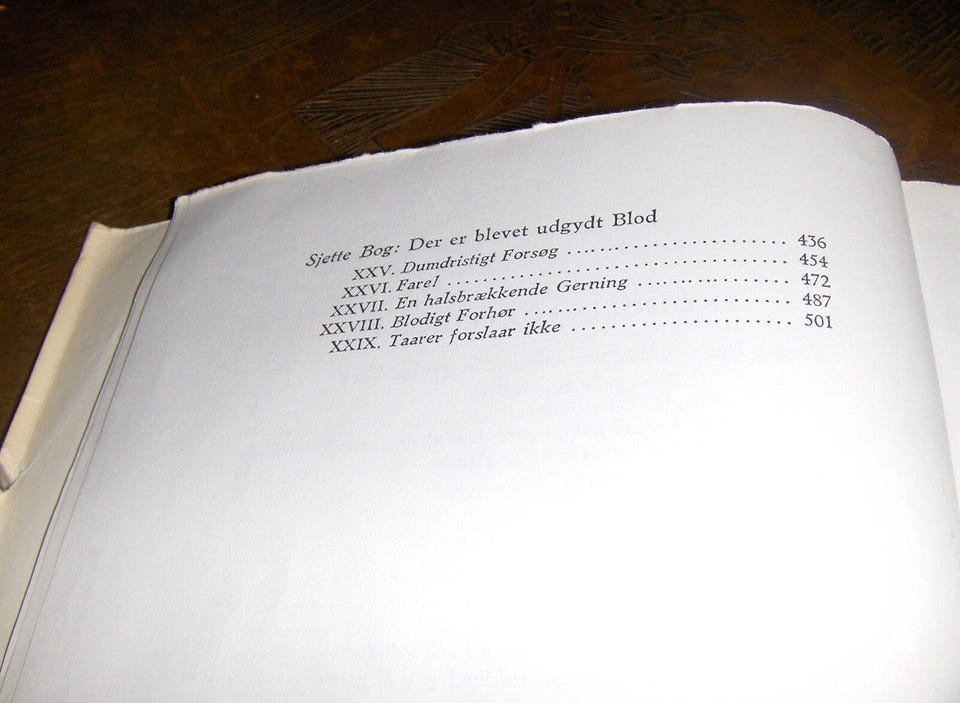 Sjette Bog: Der er blevet udgydt Blod
XXV. Dumdristigt Forsøg .................... 436
XXVI. Fare! .................... 454
XXVII. En halsbrækkende Gerning .................... 472
XXVIII. Blodigt Forhør .................... 487
XXIX. Taarer forslaar ikke .................... 501